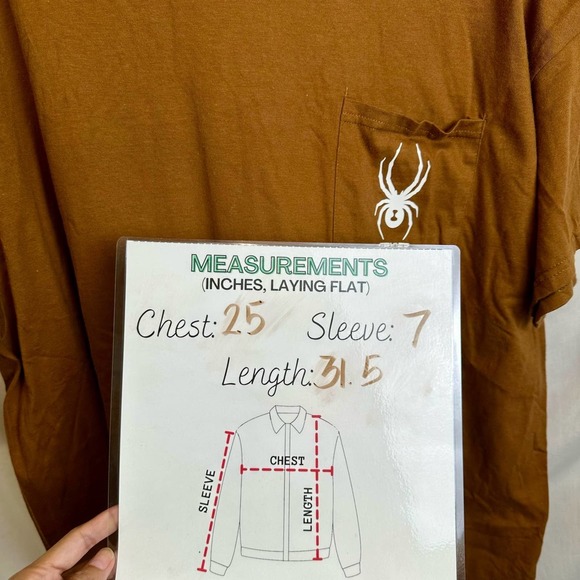 MEASUREMENTS
(INCHES, LAYING FLAT)
Chest: 25 Sleeve: 7
Length: 31.5
CHEST
SLEEVE
LENGTH